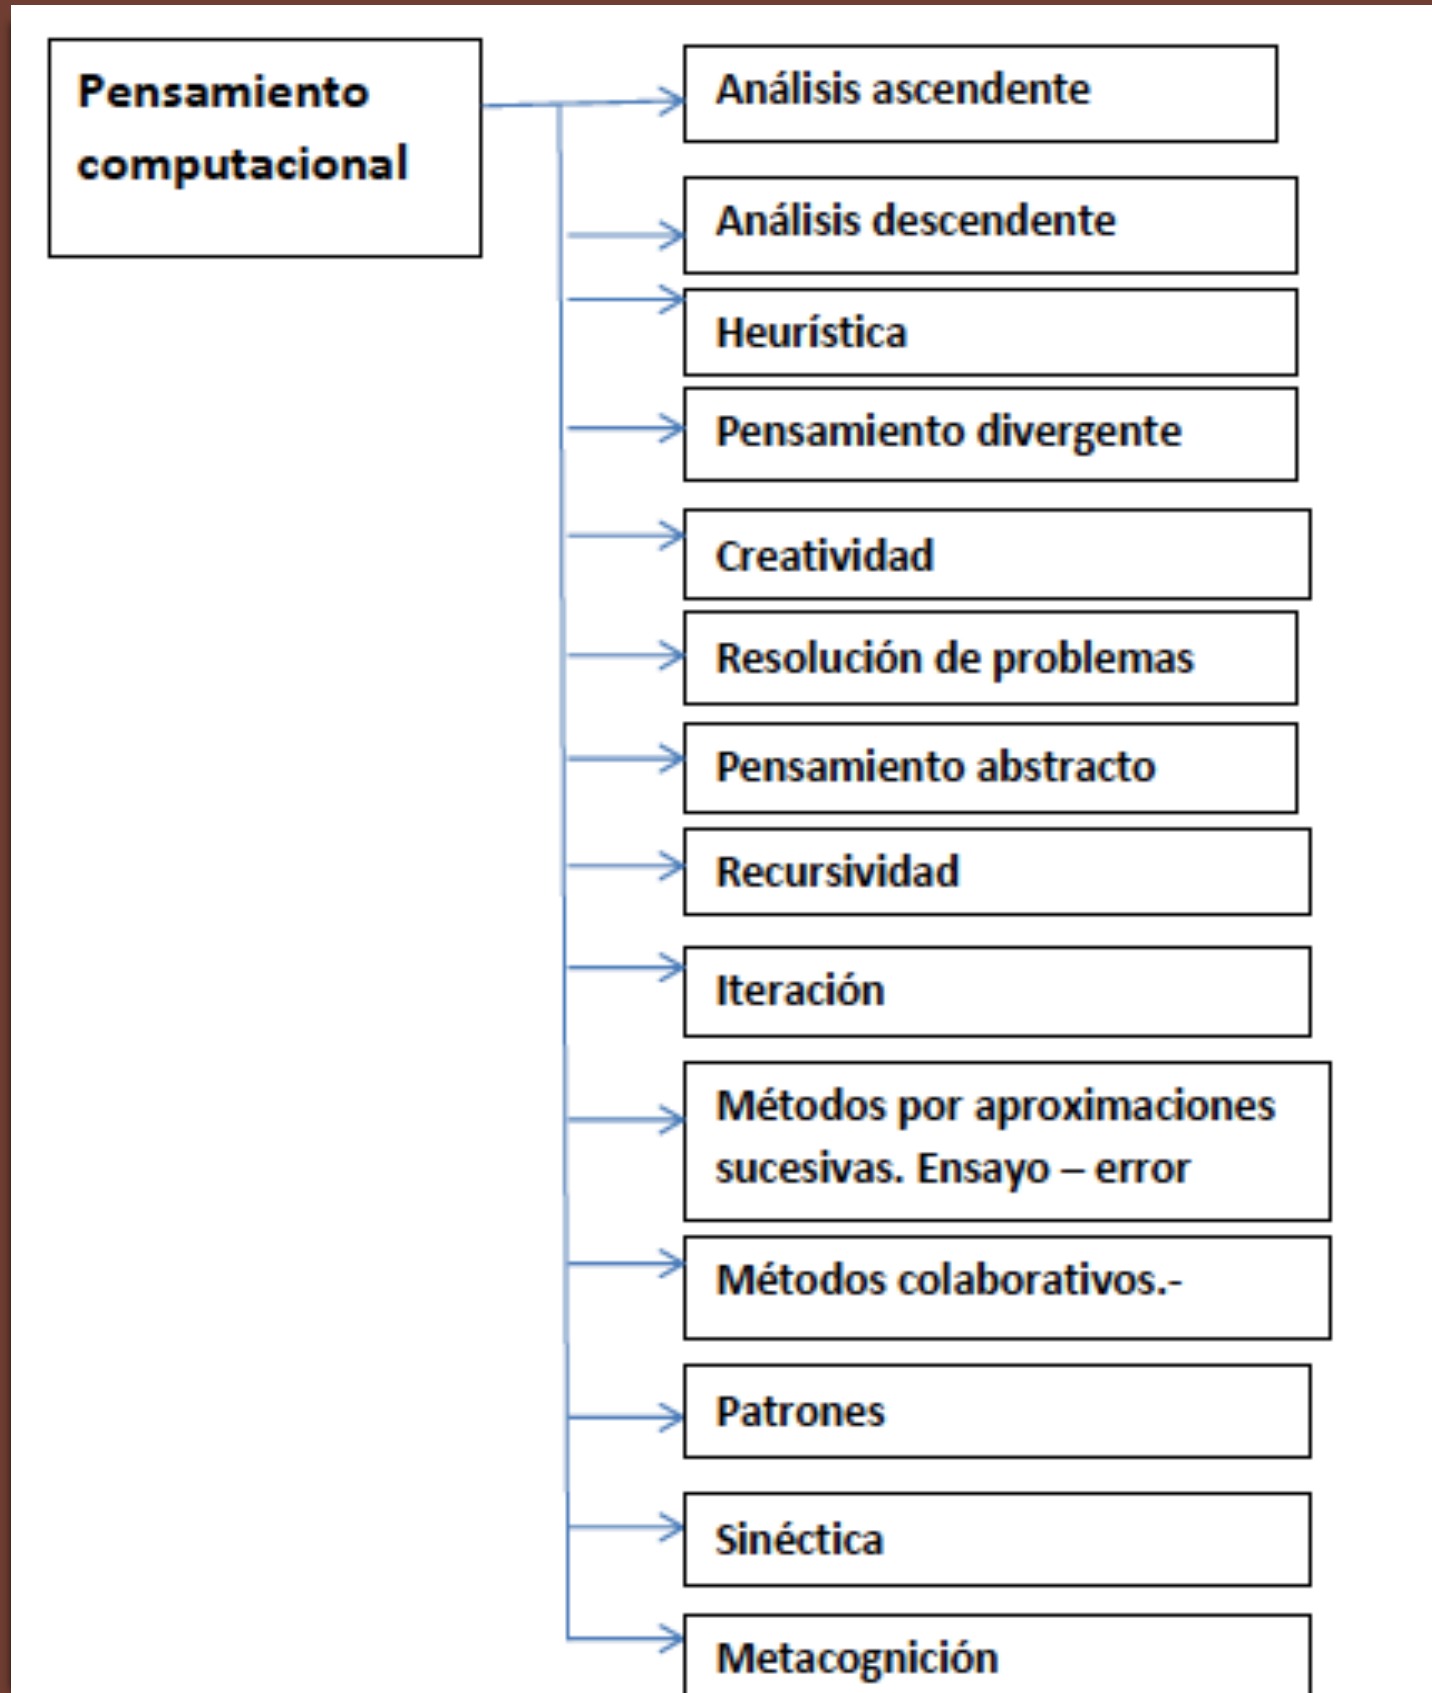 Pensamiento
computacional
Análisis ascendente
Análisis descendente
Heurística
Pensamiento divergente
Creatividad
Resolución de problemas
Pensamiento abstracto
Recursividad
Iteración
Métodos por aproximaciones
sucesivas. Ensayo – error
Métodos colaborativos.-
Patrones
Sinéctica
Metacognición